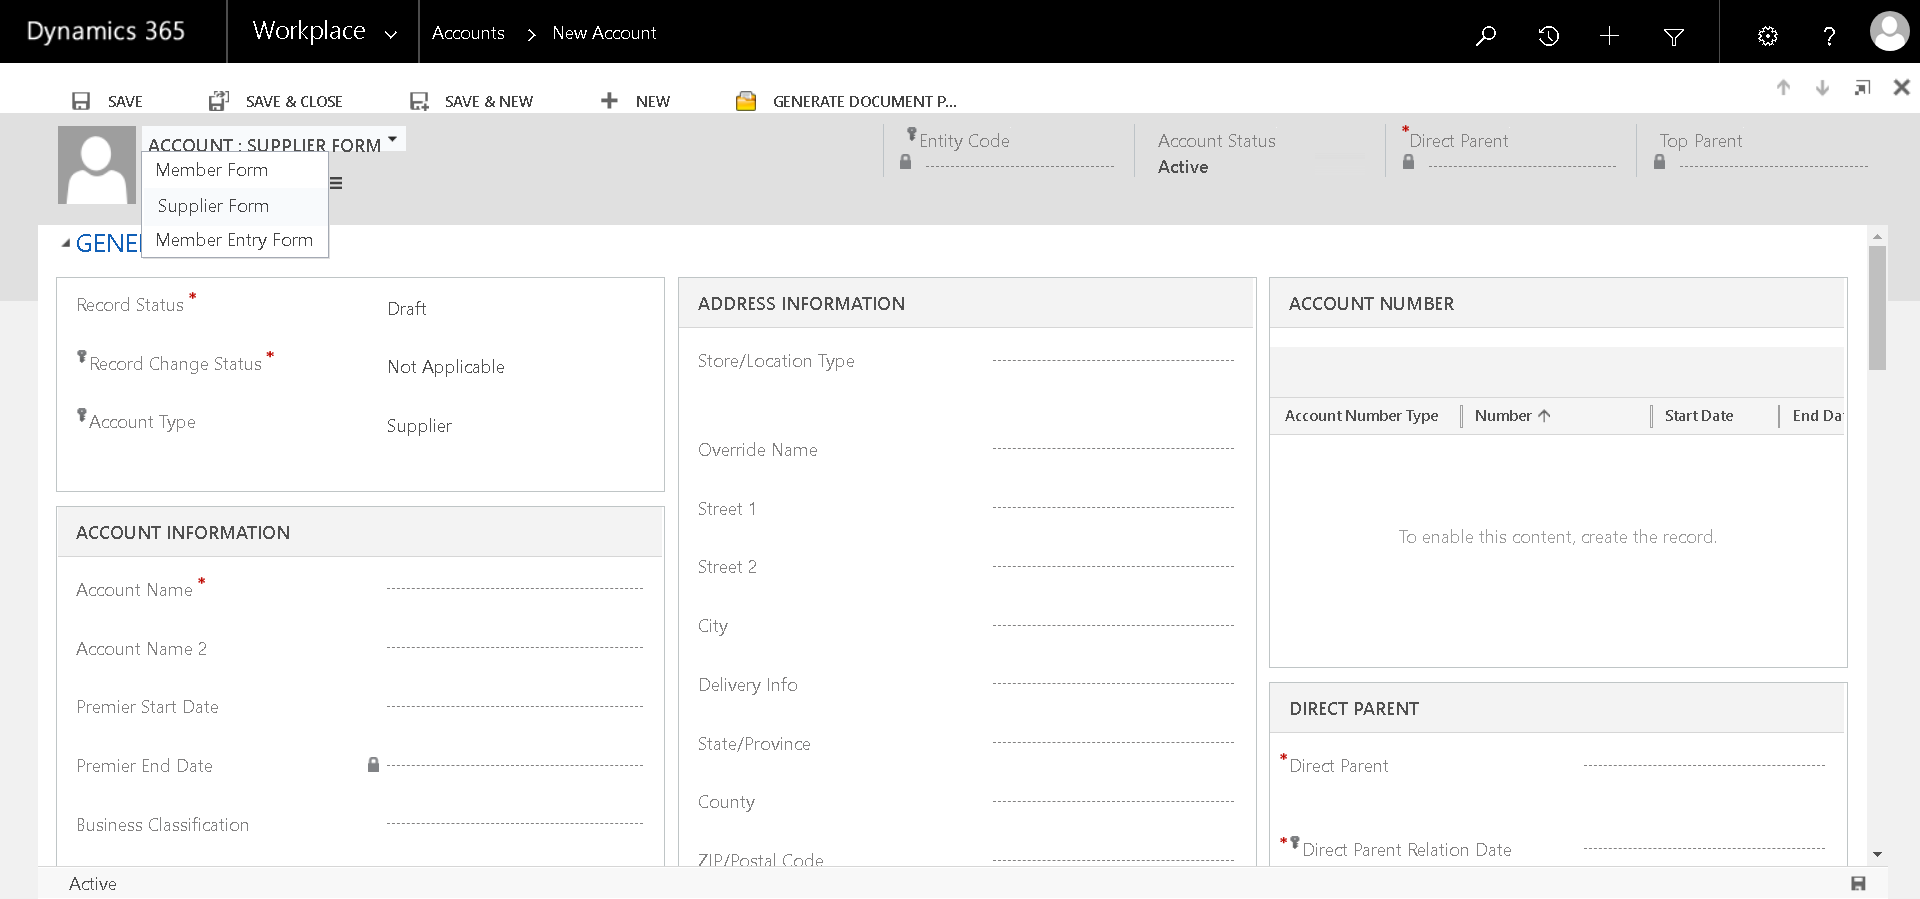 Dynamics 365
Workplace
Accounts
New Account
SAVE
SAVE & CLOSE
SAVE & NEW
NEW
GENERATE DOCUMENT P...
ACCOUNT : SUPPLIER FORM
Member Form
Supplier Form
Member Entry Form
Entity Code
Account Status
Active
*Direct Parent
Top Parent
GENE
Record Status *
Draft
Record Change Status *
Not Applicable
Account Type
Supplier
ACCOUNT INFORMATION
Account Name *
Account Name 2
Premier Start Date
Premier End Date
Business Classification
ADDRESS INFORMATION
Store/Location Type
Override Name
Street 1
Street 2
City
Delivery Info
State/Province
County
ZIP/Postal Code
ACCOUNT NUMBER
Account Number Type
Number
Start Date
End Da
To enable this content, create the record.
DIRECT PARENT
*Direct Parent
*Direct Parent Relation Date
Active